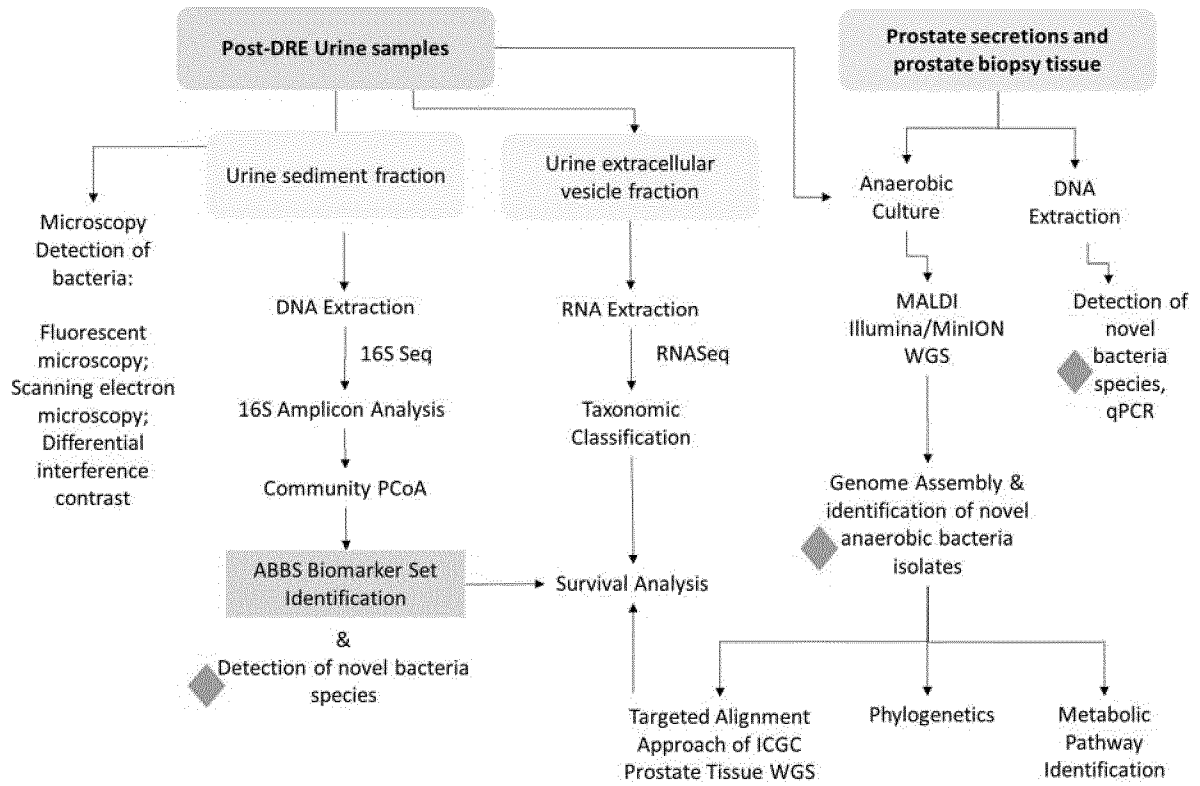 Post-DRE Urine samples
Prostate secretions and
prostate biopsy tissue
Urine sediment fraction
Urine extracellular
vesicle fraction
Anaerobic
Culture
DNA
Extraction
Microscopy
Detection of
bacteria:
Fluorescent
microscopy;
Scanning electron
microscopy;
Differential
interference
contrast
DNA Extraction
16S Seq
16S Amplicon Analysis
Community PCoA
ABBS Biomarker Set
Identification
&
Detection of novel bacteria
species
RNA Extraction
RNASeq
Taxonomic
Classification
Survival Analysis
MALDI
Illumina/MinION
WGS
Detection of
novel
bacteria
species,
qPCR
Genome Assembly &
identification of novel
anaerobic bacteria
isolates
Targeted Alignment
Approach of ICGC
Prostate Tissue WGS
Phylogenetics
Metabolic
Pathway
Identification